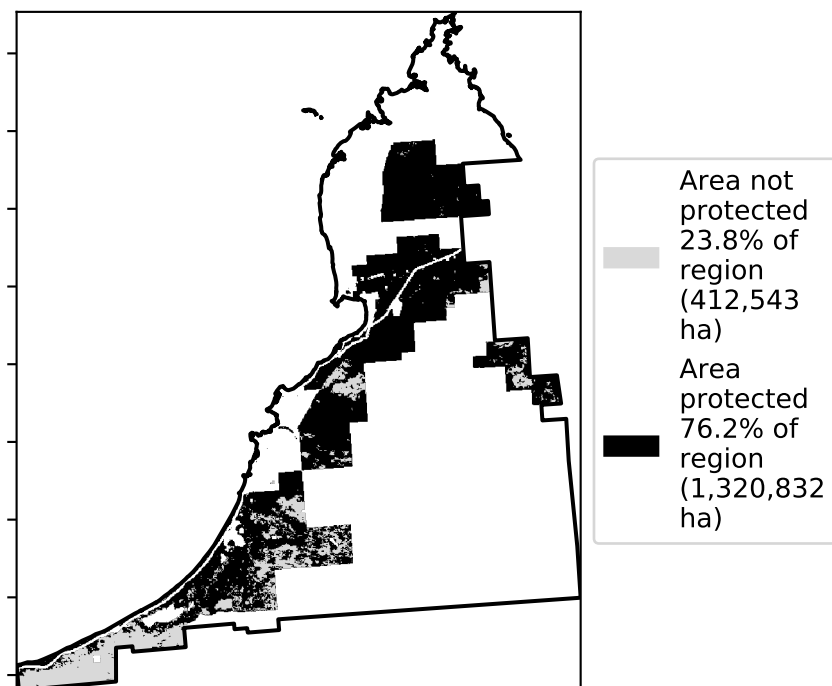 Area not
protected
23.8% of
region
(412,543
ha)
Area
protected
76.2% of
region
(1,320,832
ha)